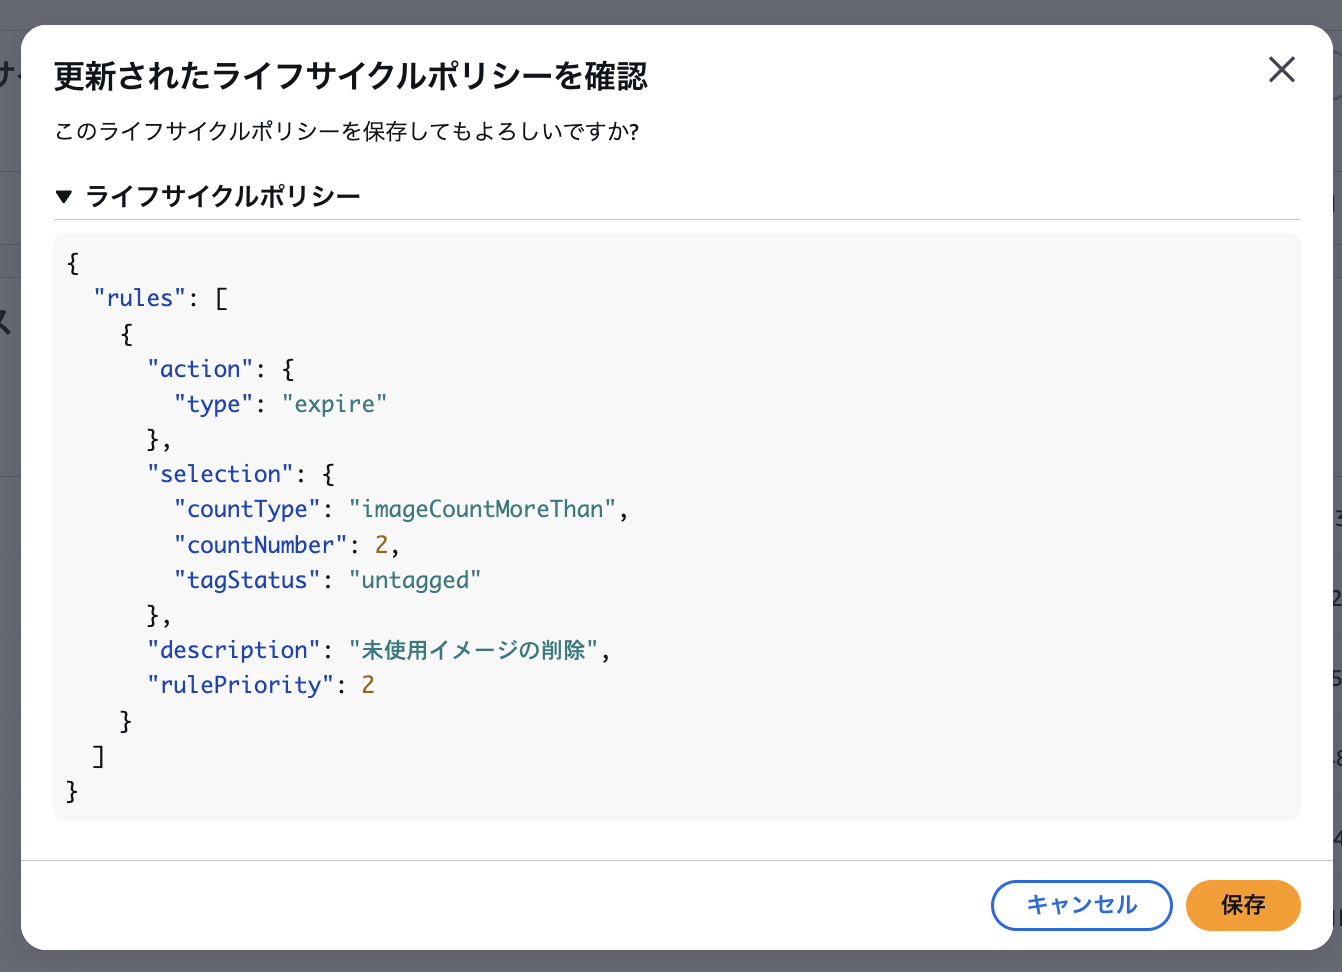 更新されたライフサイクルポリシーを確認
このライフサイクルポリシーを保存してもよろしいですか?
▼ ライフサイクルポリシー
{
  "rules": [
    {
      "action": {
        "type": "expire"
      },
      "selection": {
        "countType": "imageCountMoreThan",
        "countNumber": 2,
        "tagStatus": "untagged"
      },
      "description": "未使用イメージの削除",
      "rulePriority": 2
    }
  ]
}
キャンセル
保存